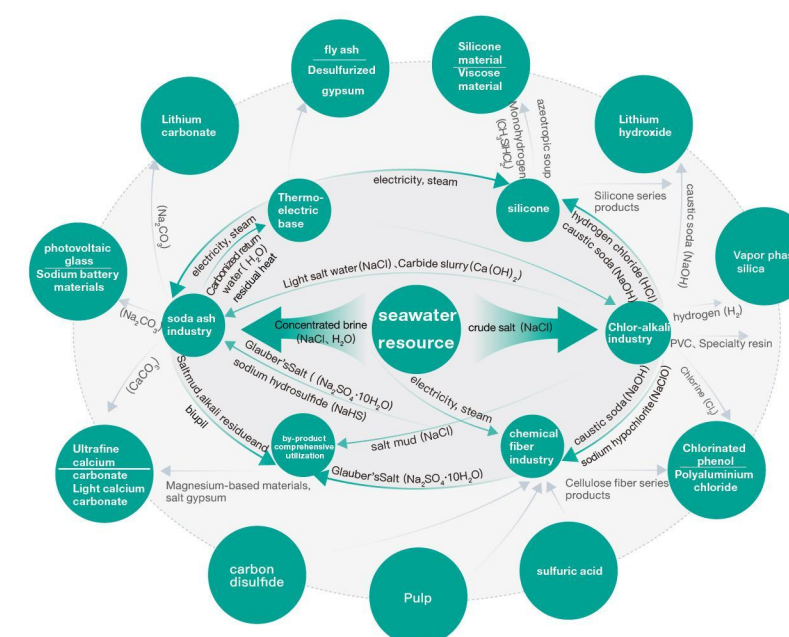 fly ash
Desulfurized
gypsum
Silicone
material
Viscose
material
Lithium
carbonate
Lithium
hydroxide
Monohydrogen
(CH₃SiHCl₂)
azeotropic soup
Thermo-
electric
base
electricity, steam
silicone
Silicone series
products
caustic soda (NaOH)
(Na₂CO₃)
photovoltaic
glass
Sodium battery
materials
electricity, steam
Carbonized return
water ( H₂O)
residual heat
hydrogen chloride (HCl)
caustic soda (NaOH)
Vapor phas
silica
Light salt water (NaCl)、Carbide slurry (Ca(OH)₂)
(Na₂CO₃)
soda ash
industry
Concentrated brine
(NaCl、H₂O)
seawater
resource
crude salt (NaCl)
Chlor-alkali
industry
hydrogen (H₂)
PVC、Specialty resin
(CaCO₃)
Saltmud,alkali residueand
blupil
Glauber'sSalt ( (Na₂SO₄·10H₂O)
sodium hydrosulfide (NaHS)
electricity, steam
caustic soda (NaOH)
sodium hypochlorite (NaClO)
Chlorine (Cl₂)
by-product
comprehensive
utilization
salt mud (NaCl)
chemical
fiber
industry
Ultrafine
calcium
carbonate
Light calcium
carbonate
Magnesium-based materials,
salt gypsum
Glauber'sSalt (Na₂SO₄·10H₂O)
Cellulose fiber series
products
Chlorinated
phenol
Polyaluminium
chloride
carbon
disulfide
Pulp
sulfuric acid